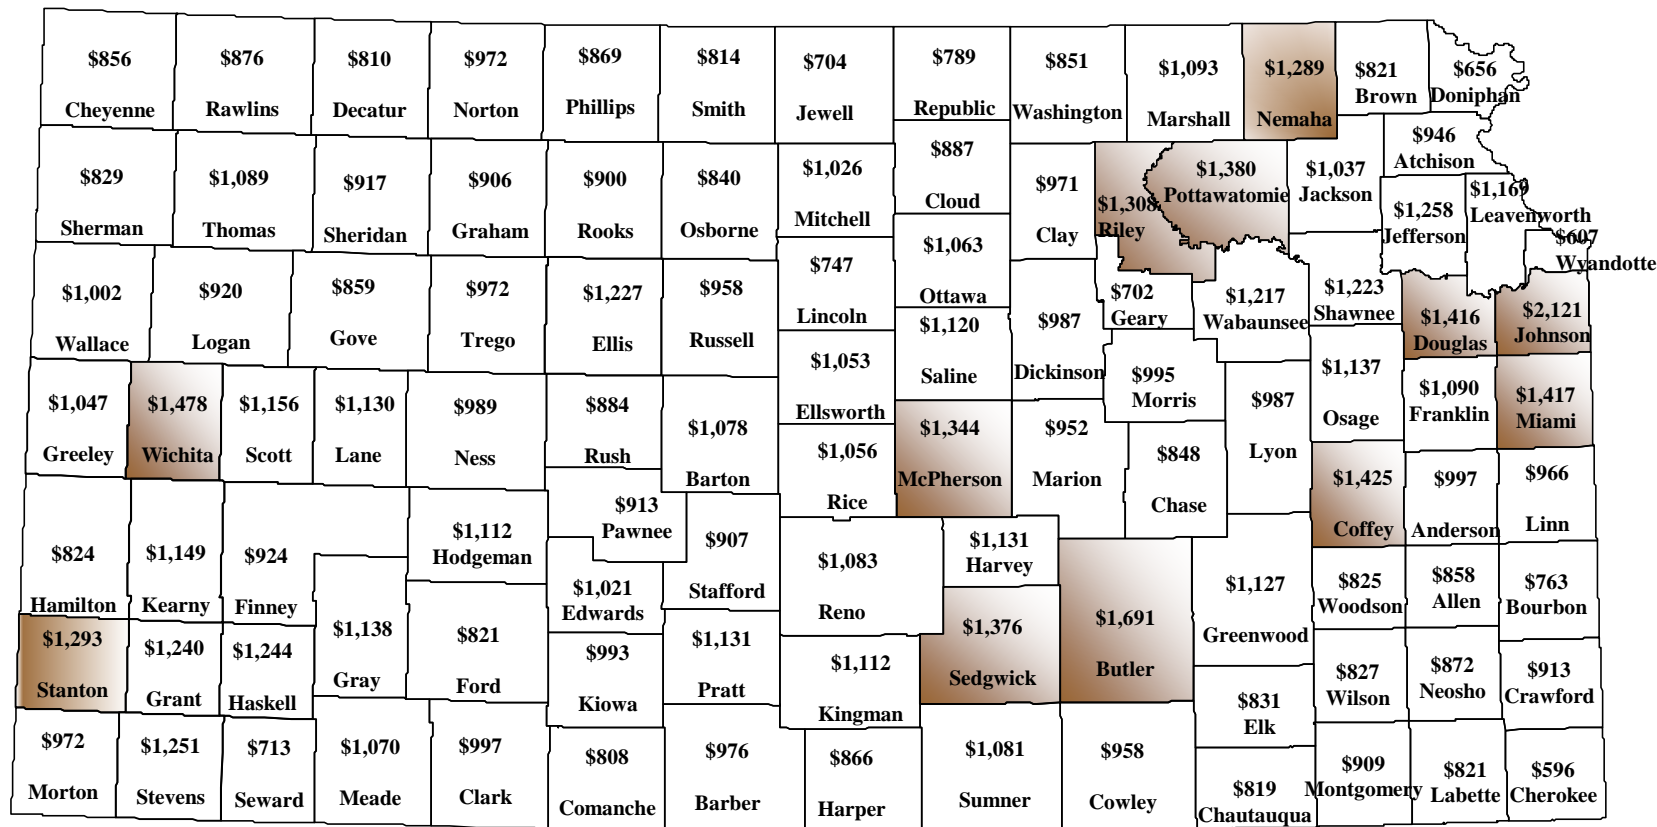 $856
Cheyenne
$876
Rawlins
$810
Decatur
$972
Norton
$869
Phillips
$814
Smith
$704
Jewell
$789
Republic
$851
Washington
$1,093
Marshall
$1,289
Nemaha
$821
Brown
$656
Doniphan
$829
Sherman
$1,089
Thomas
$917
Sheridan
$906
Graham
$900
Rooks
$840
Osborne
$1,026
Mitchell
$887
Cloud
$971
Clay
$1,308
Riley
$1,380
Pottawatomie
$1,037
Jackson
$946
Atchison
$1,258
Jefferson
$1,169
Leavenworth
$607
Wyandotte
$1,002
Wallace
$920
Logan
$859
Gove
$972
Trego
$1,227
Ellis
$958
Russell
$747
Lincoln
$1,063
Ottawa
$1,120
Saline
$987
Dickinson
$702
Geary
$1,217
Wabaunsee
$1,223
Shawnee
$1,416
Douglas
$2,121
Johnson
$1,047
Greeley
$1,478
Wichita
$1,156
Scott
$1,130
Lane
$989
Ness
$884
Rush
$1,078
Barton
$1,053
Ellsworth
$1,056
Rice
$1,344
McPherson
$952
Marion
$995
Morris
$848
Chase
$987
Lyon
$1,137
Osage
$1,090
Franklin
$1,417
Miami
$1,425
Coffey
$997
Anderson
$966
Linn
$824
Hamilton
$1,149
Kearny
$924
Finney
$1,112
Hodgeman
$913
Pawnee
$907
Stafford
$1,021
Edwards
$1,083
Reno
$1,131
Harvey
$1,127
Greenwood
$825
Woodson
$858
Allen
$763
Bourbon
$1,293
Stanton
$1,240
Grant
$1,244
Haskell
$1,138
Gray
$821
Ford
$993
Kiowa
$1,131
Pratt
$1,112
Kingman
$1,376
Sedgwick
$1,691
Butler
$831
Elk
$827
Wilson
$872
Neosho
$913
Crawford
$972
Morton
$1,251
Stevens
$713
Seward
$1,070
Meade
$997
Clark
$808
Comanche
$976
Barber
$866
Harper
$1,081
Sumner
$958
Cowley
$819
Chautauqua
$909
Montgomery
$821
Labette
$596
Cherokee